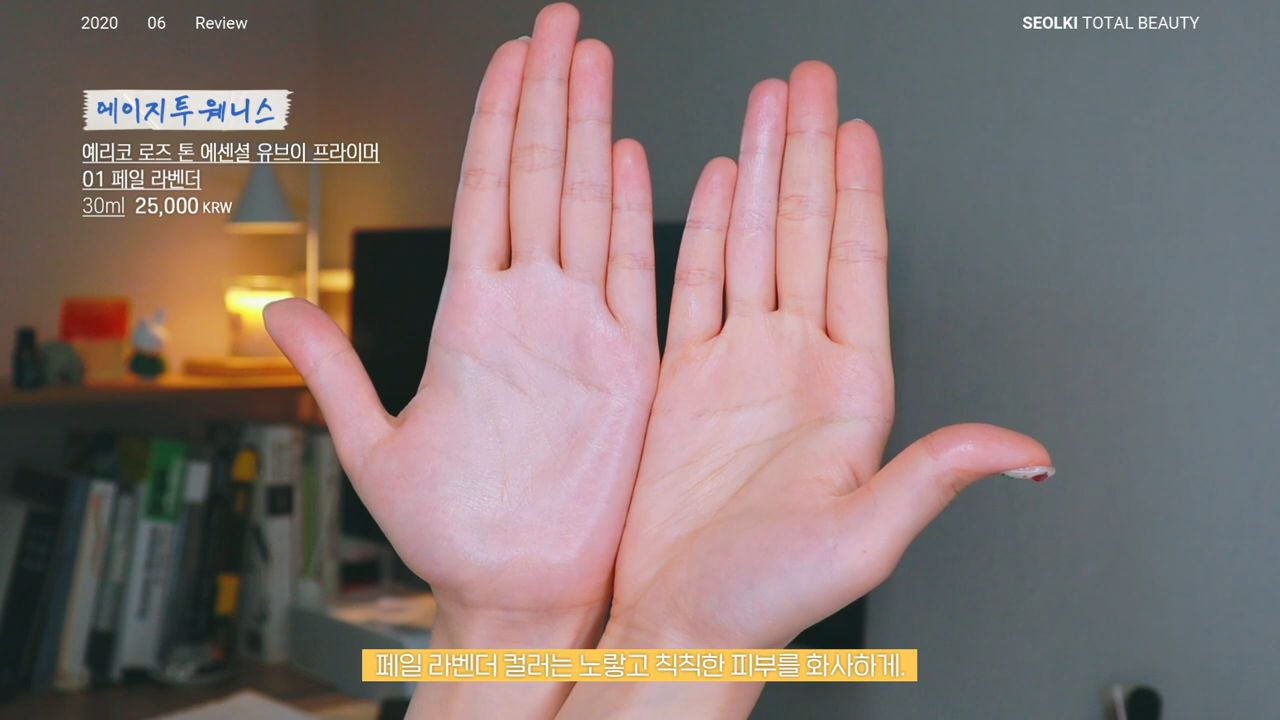 2020 06 Review
SEOLKI TOTAL BEAUTY
에이지투웨니스
예리코 로즈 톤 에센셜 유브이 프라이머
01 페일 라벤더
30ml 25,000 KRW
페일 라벤더 컬러는 노랗고 칙칙한 피부를 화사하게.